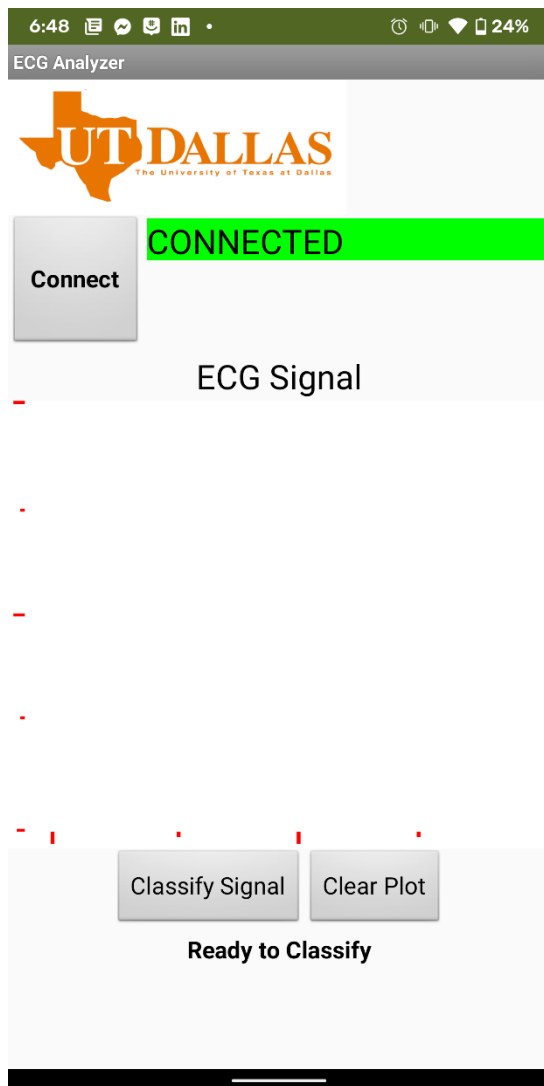 6:48 24%
ECG Analyzer
UT DALLAS
The University of Texas at Dallas
Connect
CONNECTED
ECG Signal
Classify Signal Clear Plot
Ready to Classify